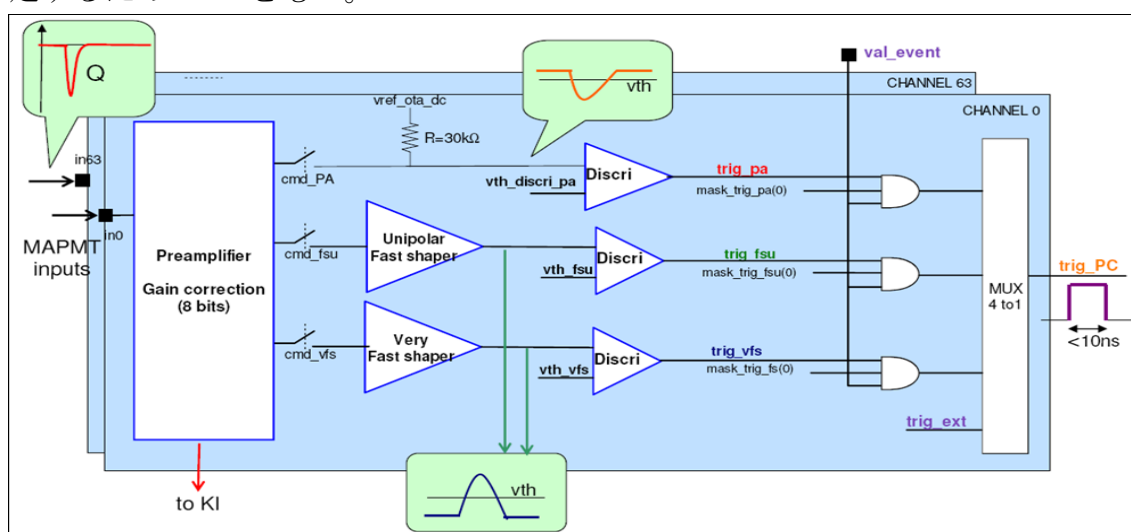 Q
vth
val_event
CHANNEL 63
CHANNEL 0
vref_ota_dc
R=30kΩ
in63
cmd_PA
Discri
vth_discri_pa
trig_pa
mask_trig_pa(0)
in0
MAPMT
inputs
Preamplifier
Gain correction
(8 bits)
cmd_fsu
Unipolar
Fast shaper
vth_fsu
Discri
trig_fsu
mask_trig_fsu(0)
MUX
4 to1
trig_PC
<10ns
cmd_vfs
Very
Fast shaper
vth_vfs
Discri
trig_vfs
mask_trig_fs(0)
trig_ext
to KI
vth